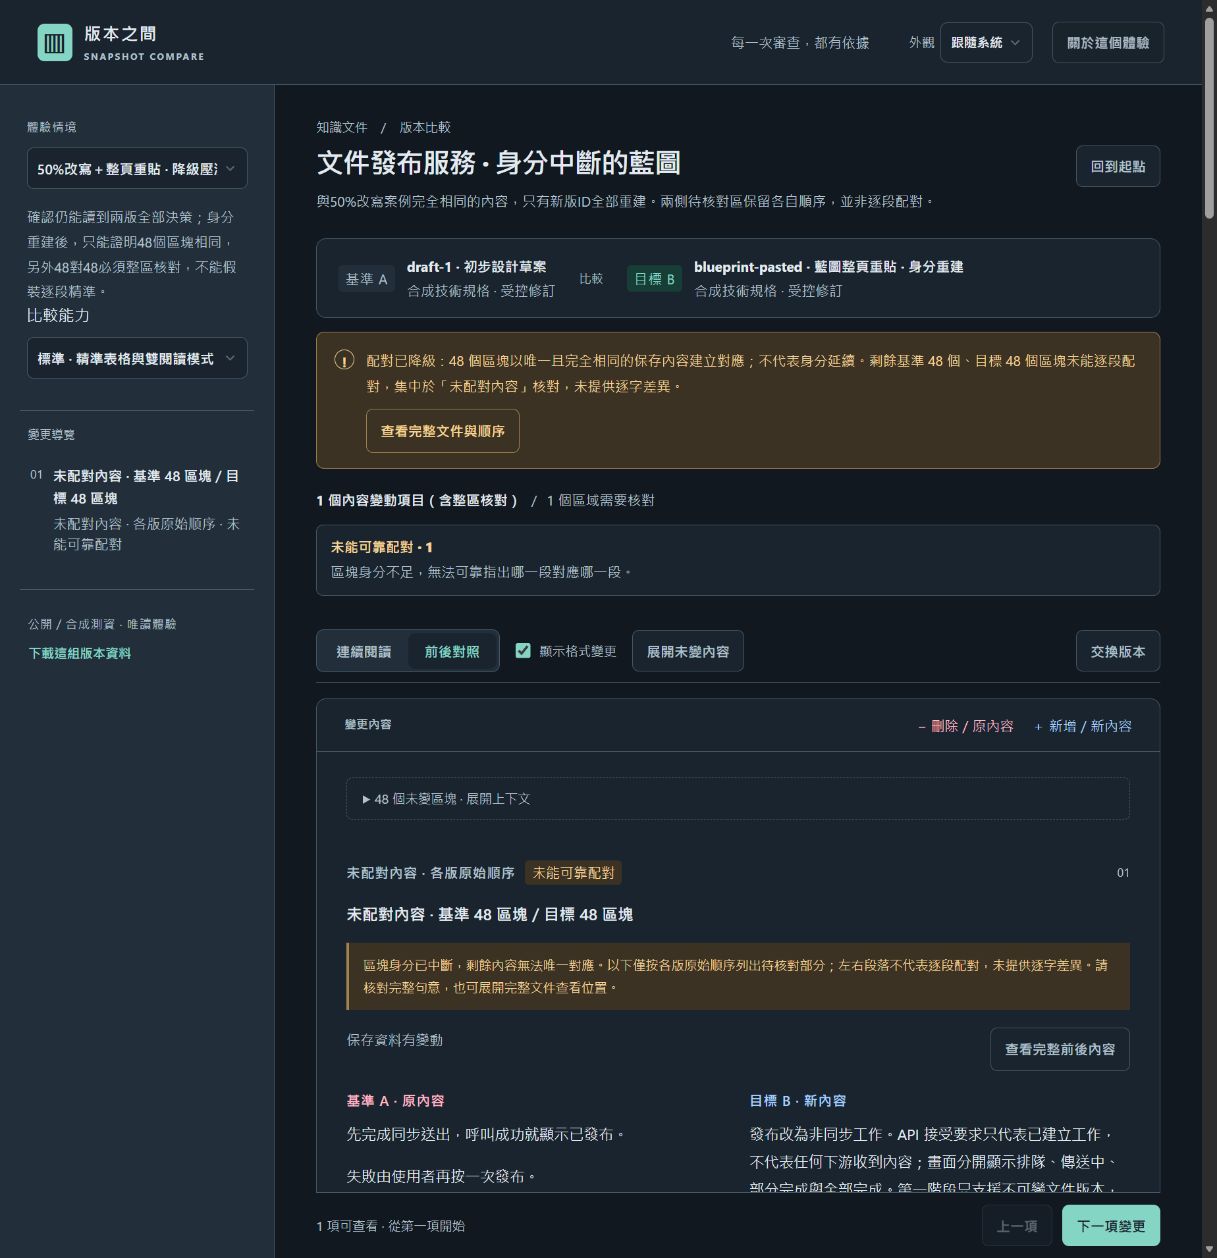 版本之間
SNAPSHOT COMPARE
每一次審查，都有依據
外觀
跟隨系統
關於這個體驗
體驗情境
50%改寫 + 整頁重貼 · 降級壓
確認仍能讀到兩版全部決策；身分
重建後，只能證明48個區塊相同，
另外48對48必須整區核對，不能假
裝逐段精準。
比較能力
標準 · 精準表格與雙閱讀模式
變更導覽
01
未配對內容 · 基準 48 區塊 / 目
標 48 區塊
未配對內容 · 各版原始順序 · 未
能可靠配對
公開 / 合成測資 · 唯讀體驗
下載這組版本資料
知識文件 / 版本比較
文件發布服務 · 身分中斷的藍圖
回到起點
與50%改寫案例完全相同的內容，只有新版ID全部重建。兩側待核對區保留各自順序，並非逐段配對。
基準 A
draft-1 · 初步設計草案
合成技術規格 · 受控修訂
比較
目標 B
blueprint-pasted · 藍圖整頁重貼 · 身分重建
合成技術規格 · 受控修訂
配對已降級：48 個區塊以唯一且完全相同的保存內容建立對應；不代表身分延續。剩餘基準 48 個、目標 48 個區塊未能逐段配
對，集中於「未配對內容」核對，未提供逐字差異。
查看完整文件與順序
1 個內容變動項目（含整區核對） / 1 個區域需要核對
未能可靠配對 · 1
區塊身分不足，無法可靠指出哪一段對應哪一段。
連續閱讀
前後對照
顯示格式變更
展開未變內容
交換版本
變更內容
− 刪除 / 原內容
+ 新增 / 新內容
▶ 48 個未變區塊 · 展開上下文
未配對內容 · 各版原始順序
未能可靠配對
01
未配對內容 · 基準 48 區塊 / 目標 48 區塊
區塊身分已中斷，剩餘內容無法唯一對應。以下僅按各版原始順序列出待核對部分；左右段落不代表逐段配對，未提供逐字差異。請
核對完整句意，也可展開完整文件查看位置。
保存資料有變動
查看完整前後內容
基準 A · 原內容
先完成同步送出，呼叫成功就顯示已發布。
失敗由使用者再按一次發布。
目標 B · 新內容
發布改為非同步工作。API 接受要求只代表已建立工作，
不代表任何下游收到內容；畫面分開顯示排隊、傳送中、
部分完成與全部完成。第一階段只支援不可變文件版本，
1 項可查看 · 從第一項開始
上一項
下一項變更